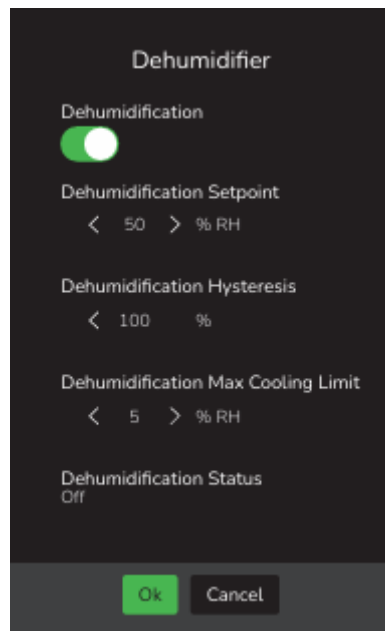 Dehumidifier
Dehumidification
Dehumidification Setpoint
< 50 > % RH
Dehumidification Hysteresis
< 100 %
Dehumidification Max Cooling Limit
< 5 > % RH
Dehumidification Status
Off
Ok Cancel